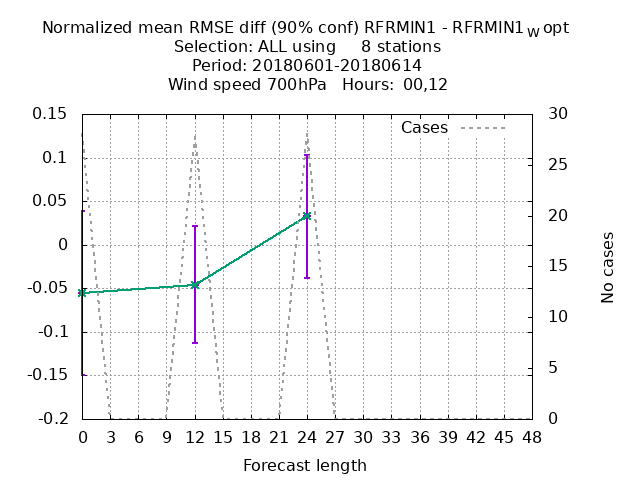 Normalized mean RMSE diff (90% conf) RFRMIN1 - RFRMIN1W opt
Selection: ALL using 8 stations
Period: 20180601-20180614
Wind speed 700hPa Hours: 00,12
0.15
0.1
0.05
0
-0.05
-0.1
-0.15
-0.2
Cases
30
25
20
15
10
5
0
No cases
0 3 6 9 12 15 18 21 24 27 30 33 36 39 42 45 48
Forecast length